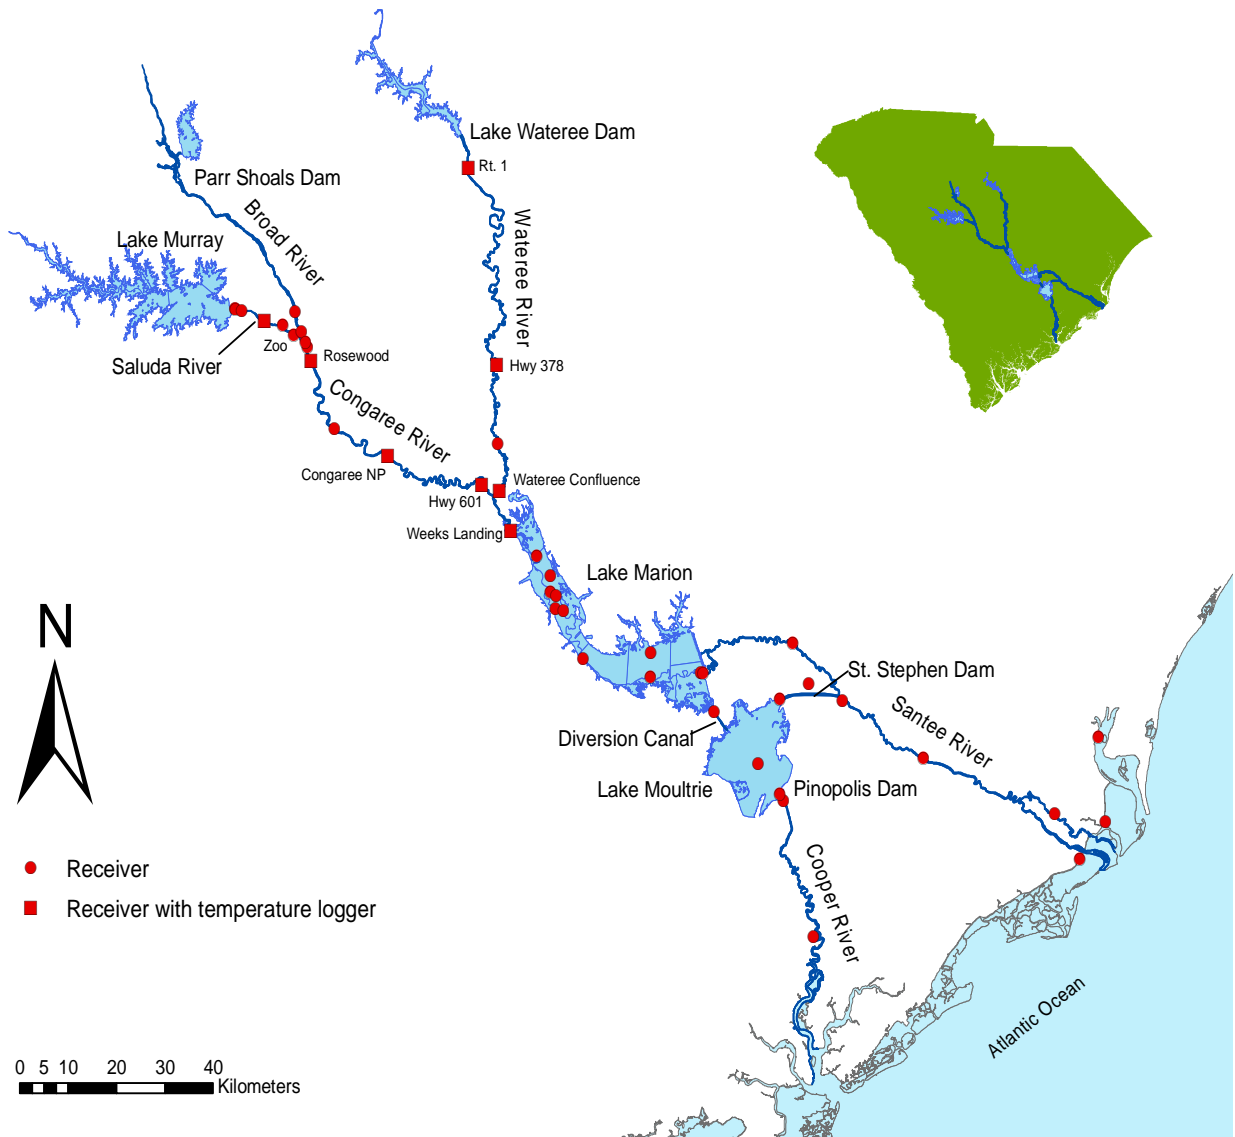 Lake Wateree Dam
Rt. 1
Parr Shoals Dam
Broad River
Wateree River
Lake Murray
Zoo
Rosewood
Saluda River
Hwy 378
Congaree River
Congaree NP
Wateree Confluence
Hwy 601
Weeks Landing
Lake Marion
N
St. Stephen Dam
Santee River
Diversion Canal
Lake Moultrie
Pinopolis Dam
Receiver
Cooper River
Receiver with temperature logger
Atlantic Ocean
0 5 10 20 30 40
Kilometers